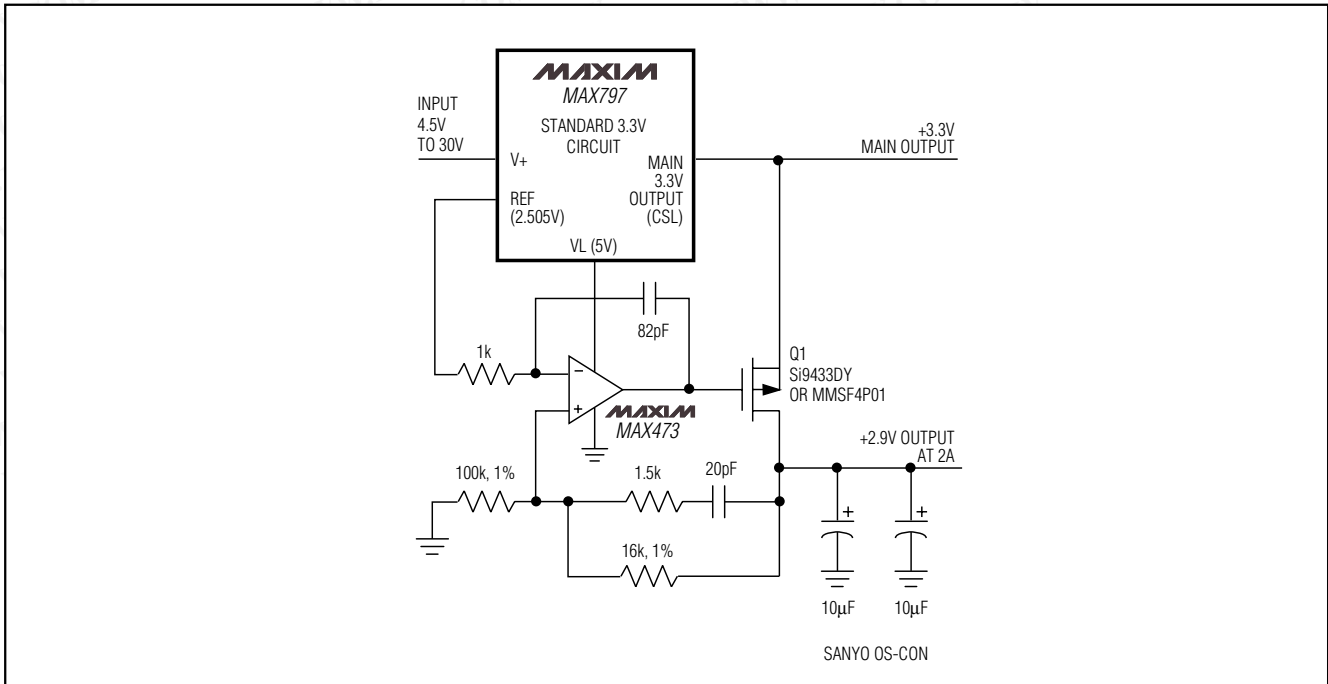 MAXIM
MAX797
STANDARD 3.3V
CIRCUIT
INPUT
4.5V
TO 30V
V+
REF
(2.505V)
MAIN
3.3V
OUTPUT
(CSL)
VL (5V)
+3.3V
MAIN OUTPUT
82pF
1k
−
+
MAXIM
MAX473
Q1
Si9433DY
OR MMSF4P01
+2.9V OUTPUT
AT 2A
100k, 1%
1.5k
20pF
16k, 1%
+
+
10μF
10μF
SANYO OS-CON